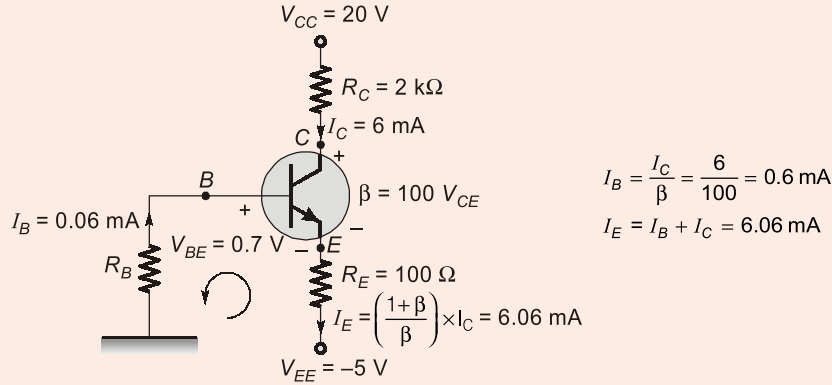 V_CC = 20 V
R_C = 2 kΩ
C
I_C = 6 mA
+
B
+
β = 100 V_CE
–
I_B = 0.06 mA
V_BE = 0.7 V – E
R_B
R_E = 100 Ω
I_E = ((1+β)/β) × I_C = 6.06 mA
V_EE = –5 V
I_B = I_C/β = 6/100 = 0.6 mA
I_E = I_B + I_C = 6.06 mA